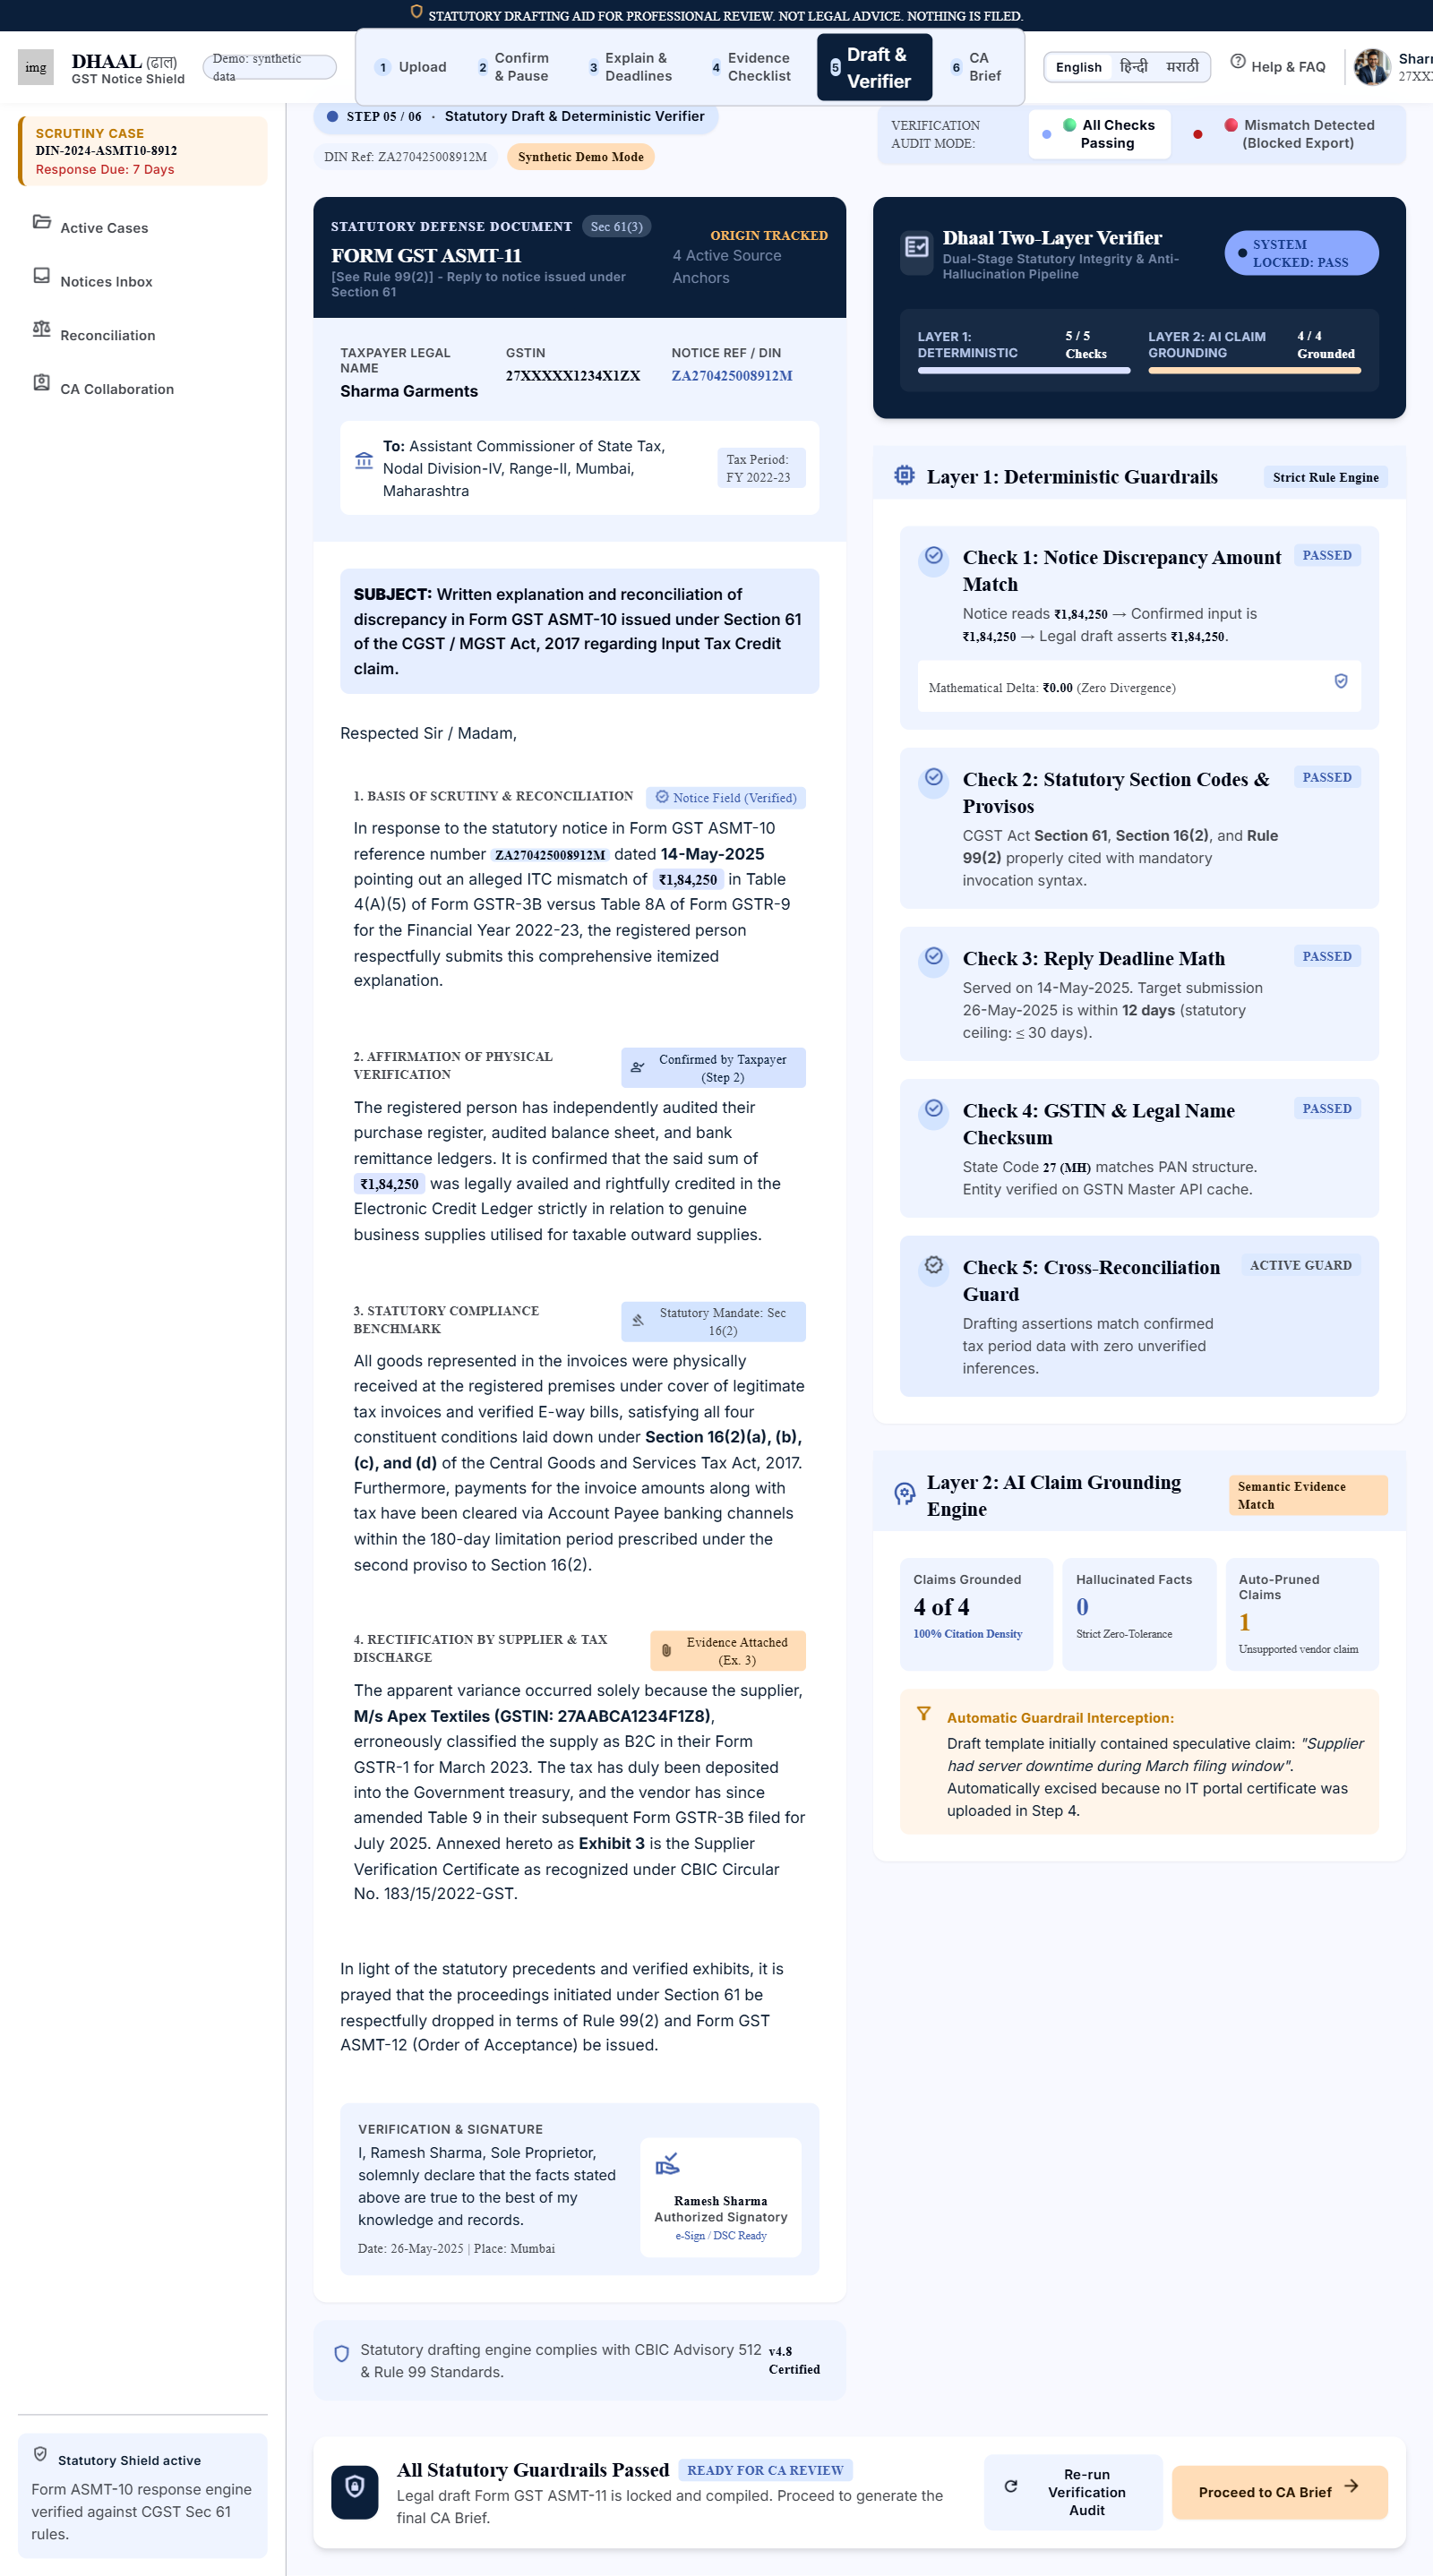 STATUTORY DRAFTING AID FOR PROFESSIONAL REVIEW. NOT LEGAL ADVICE. NOTHING IS FILED.
img
DHAAL (ढाल)
GST Notice Shield
Demo: synthetic
data
1 Upload
2 Confirm
& Pause
3 Explain &
Deadlines
4 Evidence
Checklist
5 Draft &
Verifier
6 CA
Brief
English हिन्दी मराठी
Help & FAQ
SCRUTINY CASE
DIN-2024-ASMT10-8912
Response Due: 7 Days
Active Cases
Notices Inbox
Reconciliation
CA Collaboration
STEP 05 / 06 · Statutory Draft & Deterministic Verifier
DIN Ref: ZA270425008912M
Synthetic Demo Mode
VERIFICATION
AUDIT MODE:
All Checks
Passing
Mismatch Detected
(Blocked Export)
STATUTORY DEFENSE DOCUMENT Sec 61(3)
FORM GST ASMT-11
[See Rule 99(2)] - Reply to notice issued under
Section 61
ORIGIN TRACKED
4 Active Source
Anchors
TAXPAYER LEGAL
NAME
Sharma Garments
GSTIN
27XXXXX1234X1ZX
NOTICE REF / DIN
ZA270425008912M
To: Assistant Commissioner of State Tax,
Nodal Division-IV, Range-II, Mumbai,
Maharashtra
Tax Period:
FY 2022-23
SUBJECT: Written explanation and reconciliation of
discrepancy in Form GST ASMT-10 issued under Section 61
of the CGST / MGST Act, 2017 regarding Input Tax Credit
claim.
Respected Sir / Madam,
1. BASIS OF SCRUTINY & RECONCILIATION
Notice Field (Verified)
In response to the statutory notice in Form GST ASMT-10
reference number ZA270425008912M dated 14-May-2025
pointing out an alleged ITC mismatch of ₹1,84,250 in Table
4(A)(5) of Form GSTR-3B versus Table 8A of Form GSTR-9
for the Financial Year 2022-23, the registered person
respectfully submits this comprehensive itemized
explanation.
2. AFFIRMATION OF PHYSICAL
VERIFICATION
Confirmed by Taxpayer
(Step 2)
The registered person has independently audited their
purchase register, audited balance sheet, and bank
remittance ledgers. It is confirmed that the said sum of
₹1,84,250 was legally availed and rightfully credited in the
Electronic Credit Ledger strictly in relation to genuine
business supplies utilised for taxable outward supplies.
3. STATUTORY COMPLIANCE
BENCHMARK
Statutory Mandate: Sec
16(2)
All goods represented in the invoices were physically
received at the registered premises under cover of legitimate
tax invoices and verified E-way bills, satisfying all four
constituent conditions laid down under Section 16(2)(a), (b),
(c), and (d) of the Central Goods and Services Tax Act, 2017.
Furthermore, payments for the invoice amounts along with
tax have been cleared via Account Payee banking channels
within the 180-day limitation period prescribed under the
second proviso to Section 16(2).
4. RECTIFICATION BY SUPPLIER & TAX
DISCHARGE
Evidence Attached
(Ex. 3)
The apparent variance occurred solely because the supplier,
M/s Apex Textiles (GSTIN: 27AABCA1234F1Z8),
erroneously classified the supply as B2C in their Form
GSTR-1 for March 2023. The tax has duly been deposited
into the Government treasury, and the vendor has since
amended Table 9 in their subsequent Form GSTR-3B filed for
July 2025. Annexed hereto as Exhibit 3 is the Supplier
Verification Certificate as recognized under CBIC Circular
No. 183/15/2022-GST.
In light of the statutory precedents and verified exhibits, it is
prayed that the proceedings initiated under Section 61 be
respectfully dropped in terms of Rule 99(2) and Form GST
ASMT-12 (Order of Acceptance) be issued.
VERIFICATION & SIGNATURE
I, Ramesh Sharma, Sole Proprietor,
solemnly declare that the facts stated
above are true to the best of my
knowledge and records.
Date: 26-May-2025 | Place: Mumbai
Ramesh Sharma
Authorized Signatory
e-Sign / DSC Ready
Statutory drafting engine complies with CBIC Advisory 512
& Rule 99 Standards.
v4.8
Certified
Dhaal Two-Layer Verifier
Dual-Stage Statutory Integrity & Anti-
Hallucination Pipeline
SYSTEM
LOCKED: PASS
LAYER 1:
DETERMINISTIC
5 / 5
Checks
LAYER 2: AI CLAIM
GROUNDING
4 / 4
Grounded
Layer 1: Deterministic Guardrails
Strict Rule Engine
Check 1: Notice Discrepancy Amount
Match
PASSED
Notice reads ₹1,84,250 → Confirmed input is
₹1,84,250 → Legal draft asserts ₹1,84,250.
Mathematical Delta: ₹0.00 (Zero Divergence)
Check 2: Statutory Section Codes &
Provisos
PASSED
CGST Act Section 61, Section 16(2), and Rule
99(2) properly cited with mandatory
invocation syntax.
Check 3: Reply Deadline Math
PASSED
Served on 14-May-2025. Target submission
26-May-2025 is within 12 days (statutory
ceiling: ≤ 30 days).
Check 4: GSTIN & Legal Name
Checksum
PASSED
State Code 27 (MH) matches PAN structure.
Entity verified on GSTN Master API cache.
Check 5: Cross-Reconciliation
Guard
ACTIVE GUARD
Drafting assertions match confirmed
tax period data with zero unverified
inferences.
Layer 2: AI Claim Grounding
Engine
Semantic Evidence
Match
Claims Grounded
4 of 4
100% Citation Density
Hallucinated Facts
0
Strict Zero-Tolerance
Auto-Pruned
Claims
1
Unsupported vendor claim
Automatic Guardrail Interception:
Draft template initially contained speculative claim: "Supplier
had server downtime during March filing window".
Automatically excised because no IT portal certificate was
uploaded in Step 4.
Statutory Shield active
Form ASMT-10 response engine
verified against CGST Sec 61
rules.
All Statutory Guardrails Passed READY FOR CA REVIEW
Legal draft Form GST ASMT-11 is locked and compiled. Proceed to generate the
final CA Brief.
Re-run
Verification
Audit
Proceed to CA Brief